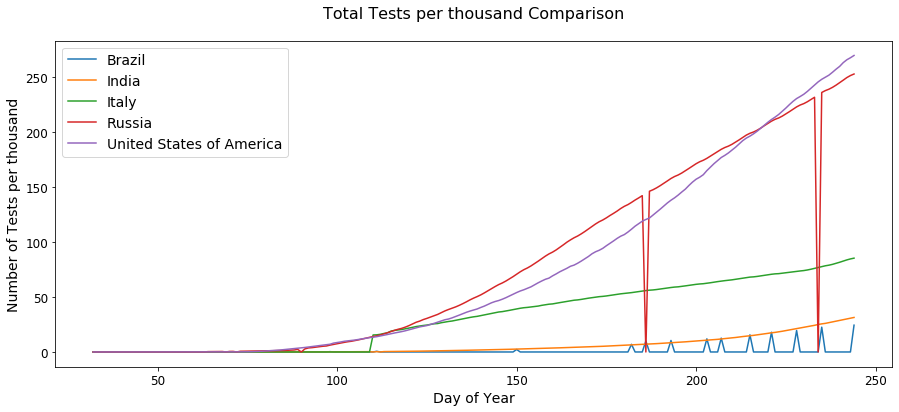 Total Tests per thousand Comparison
Brazil
India
Italy
Russia
United States of America
Number of Tests per thousand
250
200
150
100
50
0
50 100 150 200 250
Day of Year